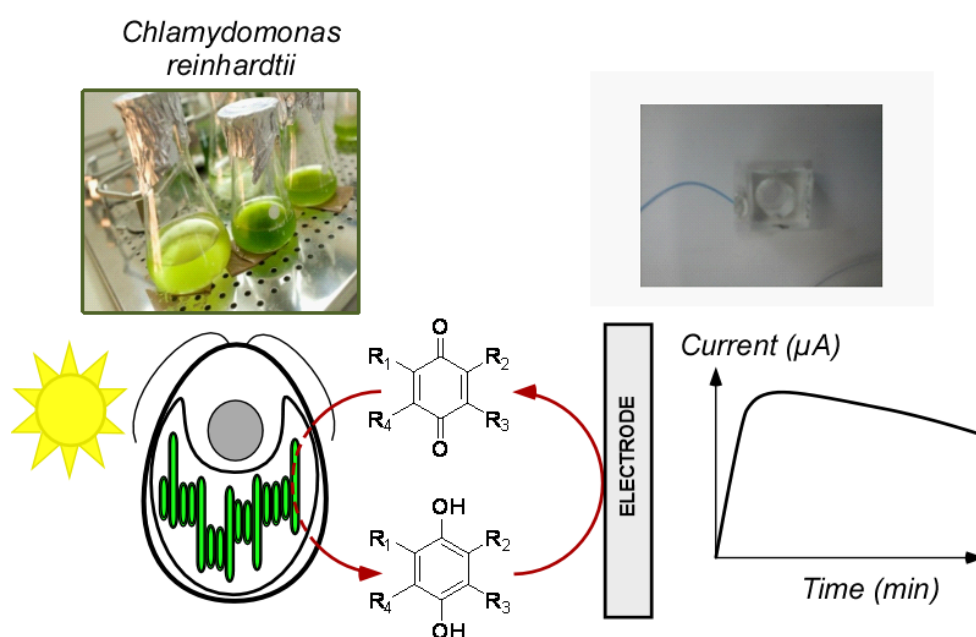 Chlamydomonas
reinhardtii
O
R1
R2
R4
R3
O
OH
R1
R2
R4
R3
OH
ELECTRODE
Current (µA)
Time (min)